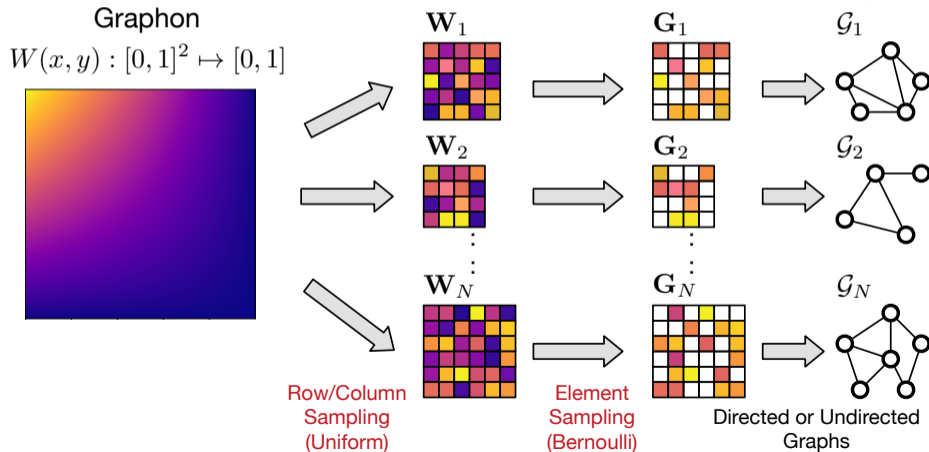 Graphon
W(x, y) : [0, 1]² ↦ [0, 1]
W₁
G₁
𝒢₁
W₂
G₂
𝒢₂
⋮
⋮
W_N
G_N
𝒢_N
Row/Column
Sampling
(Uniform)
Element
Sampling
(Bernoulli)
Directed or Undirected
Graphs